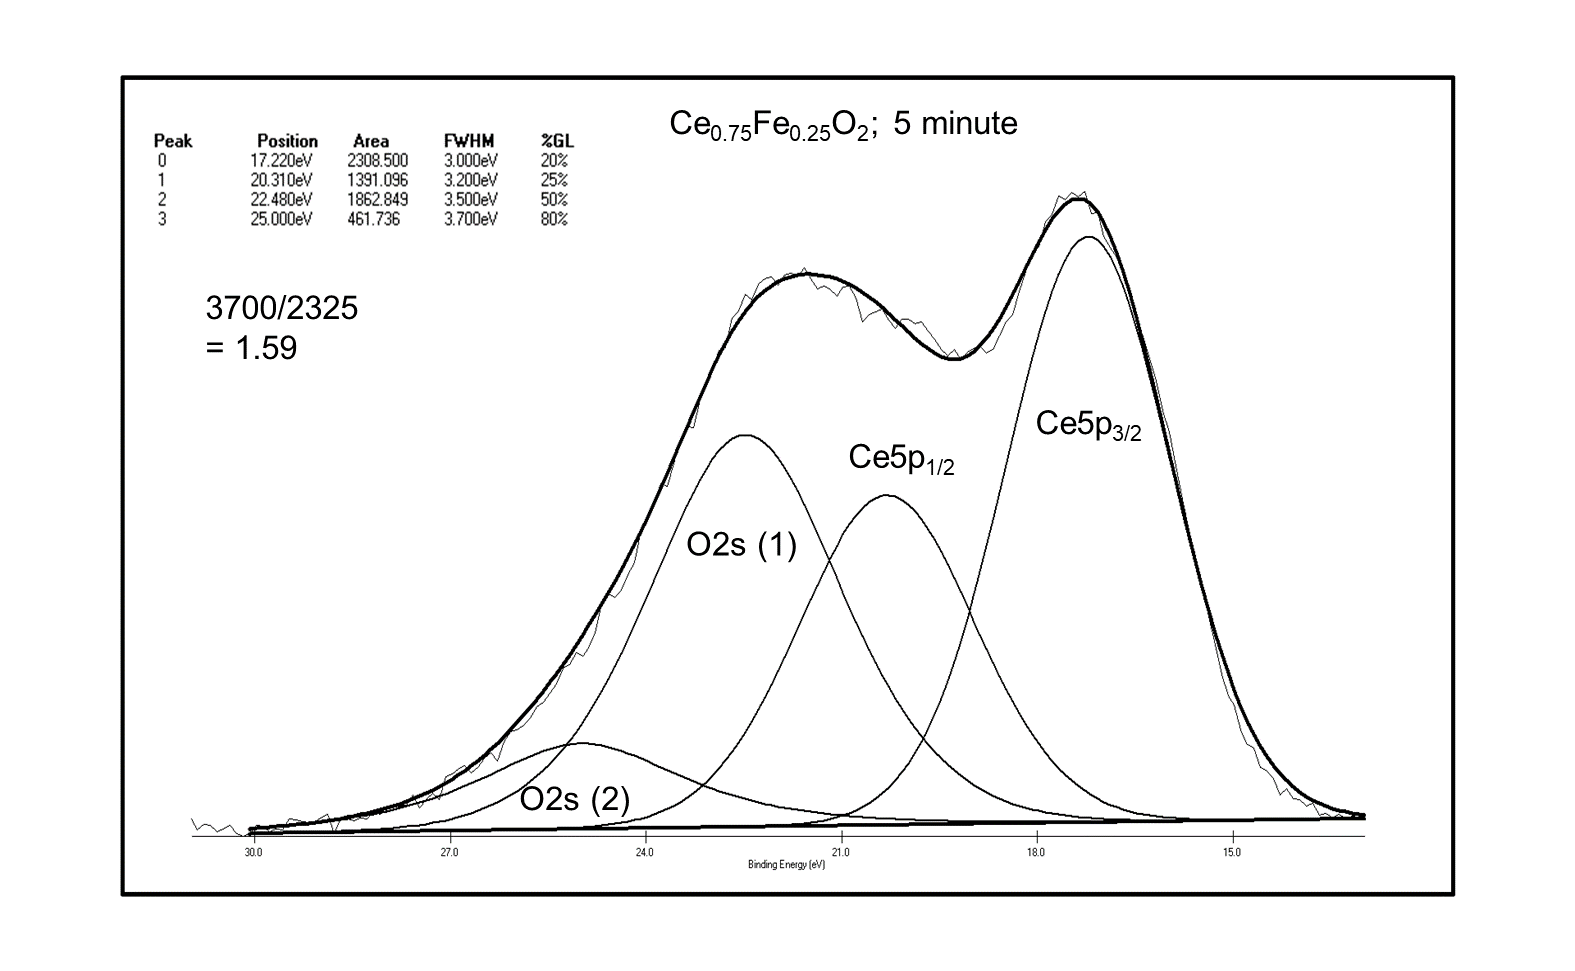 Ce0.75Fe0.25O2; 5 minute
Peak Position Area FWHM %GL
0 17.220eV 2308.500 3.000eV 20%
1 20.310eV 1391.096 3.200eV 25%
2 22.480eV 1862.849 3.500eV 50%
3 25.000eV 461.736 3.700eV 80%
3700/2325
= 1.59
Ce5p3/2
Ce5p1/2
O2s (1)
O2s (2)
30.0 27.0 24.0 21.0 18.0 15.0
Binding Energy (eV)